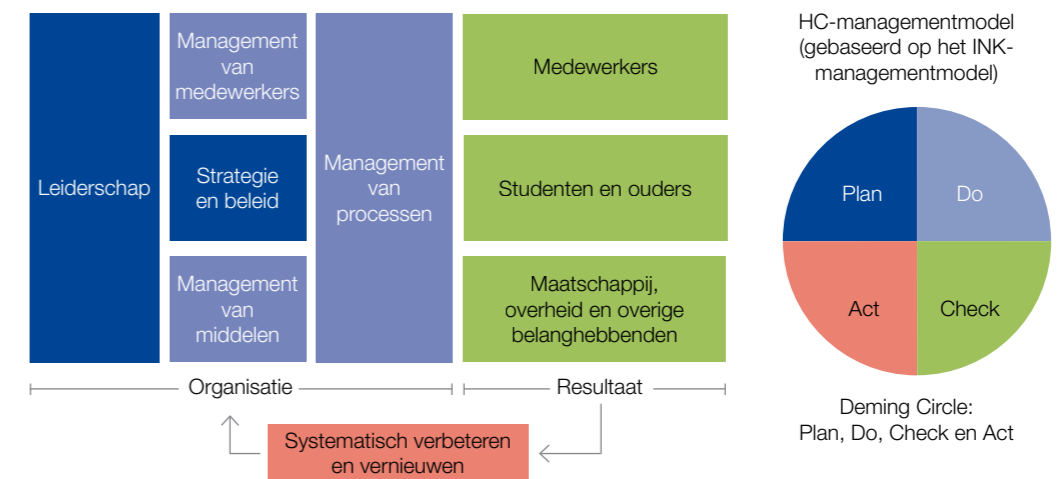 Leiderschap
Management
van
medewerkers
Strategie
en beleid
Management
van
middelen
Management
van
processen
Medewerkers
Studenten en ouders
Maatschappij,
overheid en overige
belanghebbenden
Organisatie
Resultaat
Systematisch verbeteren
en vernieuwen
HC-managementmodel
(gebaseerd op het INK-
managementmodel)
Plan
Do
Act
Check
Deming Circle:
Plan, Do, Check en Act